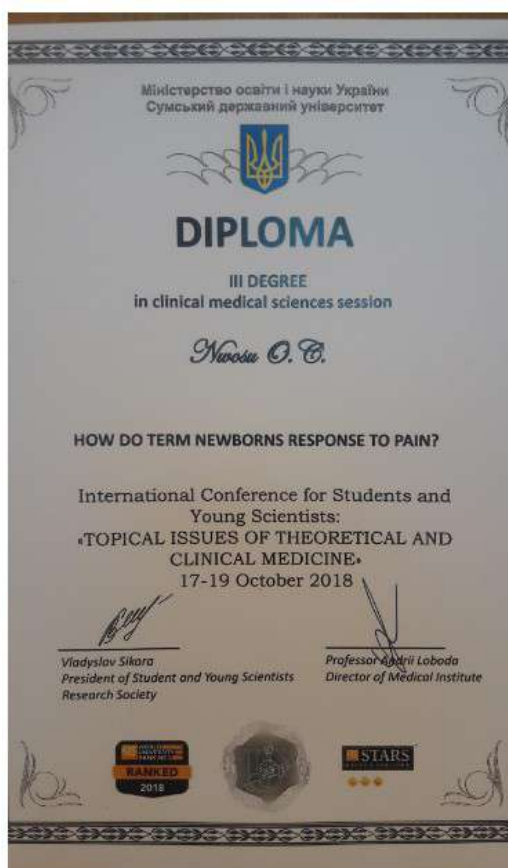 Міністерство освіти і науки України
Сумський державний університет
DIPLOMA
III DEGREE
in clinical medical sciences session
Nwosu O. C.
HOW DO TERM NEWBORNS RESPONSE TO PAIN?
International Conference for Students and
Young Scientists:
«TOPICAL ISSUES OF THEORETICAL AND
CLINICAL MEDICINE»
17-19 October 2018
Vladyslav Sikora
President of Student and Young Scientists
Research Society
Professor Andrii Loboda
Director of Medical Institute
RANKED
2018
STARS